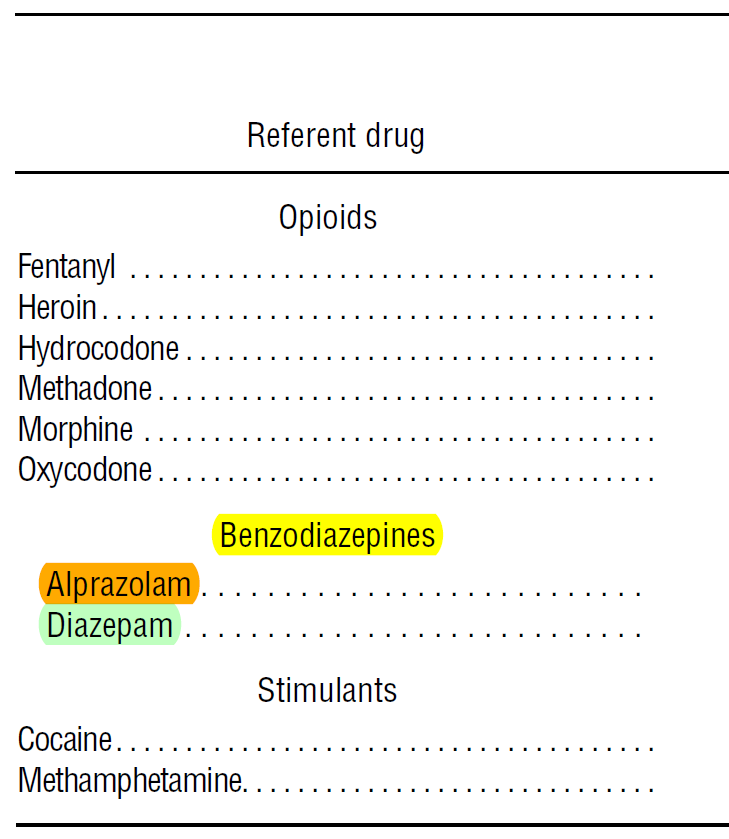 Referent drug
Opioids
Fentanyl . . . . . . . . . . . . . . . . . . . . . . . . . . . . . . . . . . . . . .
Heroin . . . . . . . . . . . . . . . . . . . . . . . . . . . . . . . . . . . . . . . .
Hydrocodone . . . . . . . . . . . . . . . . . . . . . . . . . . . . . . . . . .
Methadone . . . . . . . . . . . . . . . . . . . . . . . . . . . . . . . . . . . .
Morphine . . . . . . . . . . . . . . . . . . . . . . . . . . . . . . . . . . . . .
Oxycodone . . . . . . . . . . . . . . . . . . . . . . . . . . . . . . . . . . . .
Benzodiazepines
Alprazolam . . . . . . . . . . . . . . . . . . . . . . . . . . .
Diazepam . . . . . . . . . . . . . . . . . . . . . . . . . . . .
Stimulants
Cocaine . . . . . . . . . . . . . . . . . . . . . . . . . . . . . . . . . . . . . . .
Methamphetamine. . . . . . . . . . . . . . . . . . . . . . . . . . . . . .